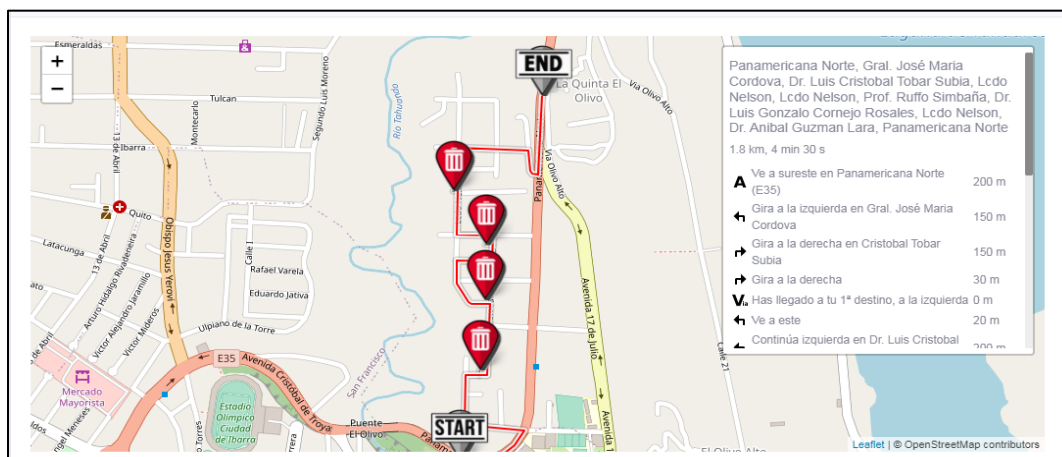 Esmeraldas
Tulcan
Montecarlo
Segundo Luis Moreno
13 de Abril
Ibarra
Río Tahuando
END
La Quinta El
Olivo
Via Olivo Alto
Via Olivo Alto
Quito
Obispo Jesus Yerovi
Latacunga
13 de Abril
Arturo Hidalgo Rivadeneira
Victor Alejandro Jaramillo
Victor Mideros
Calle I
Rafael Varela
Eduardo Jativa
Ulpiano de la Torre
E35
Avenida Cristóbal de Troya
Mercado
Mayorista
Estadio
Olímpico
Ciudad
de Ibarra
San Francisco
Puente
El Olivo
START
Avenida 17 de Julio
Calle 21
El Olivo Alto
+
−
Panamericana Norte, Gral. José Maria
Cordova, Dr. Luis Cristobal Tobar Subia, Lcdo
Nelson, Lcdo Nelson, Prof. Ruffo Simbaña, Dr.
Luis Gonzalo Cornejo Rosales, Lcdo Nelson,
Dr. Anibal Guzman Lara, Panamericana Norte
1.8 km, 4 min 30 s
Ve a sureste en Panamericana Norte
(E35) 200 m
Gira a la izquierda en Gral. José Maria
Cordova 150 m
Gira a la derecha en Cristobal Tobar
Subia 150 m
Gira a la derecha 30 m
Has llegado a tu 1ª destino, a la izquierda 0 m
Ve a este 20 m
Continúa izquierda en Dr. Luis Cristobal 200 m
Leaflet | © OpenStreetMap contributors